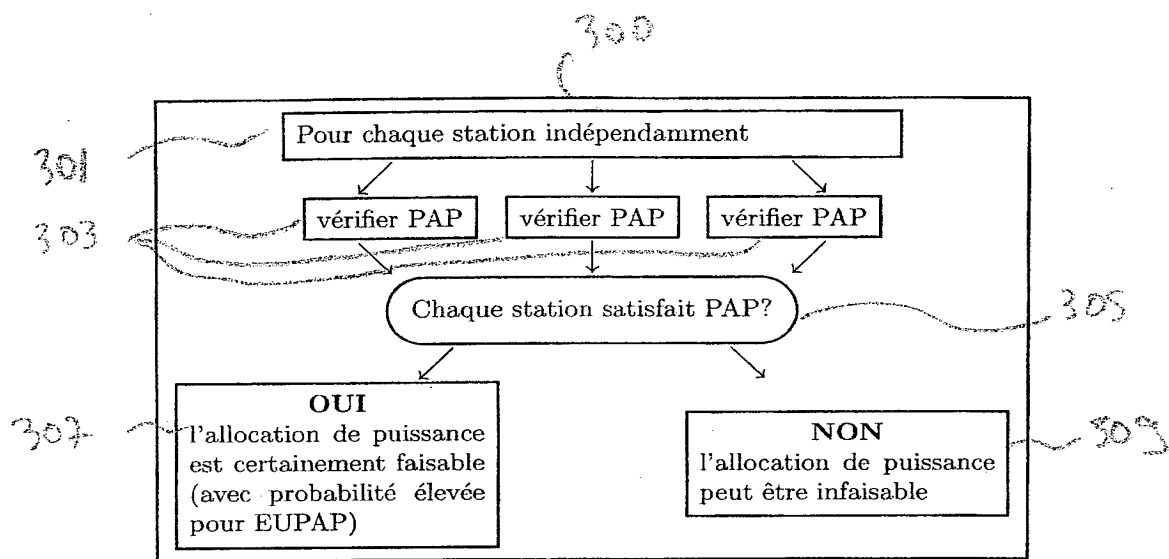 300
Pour chaque station indépendamment
301
vérifier PAP vérifier PAP vérifier PAP
303
Chaque station satisfait PAP?
305
OUI
307
l'allocation de puissance
est certainement faisable
(avec probabilité élevée
pour EUPAP)
NON
309
l'allocation de puissance
peut être infaisable